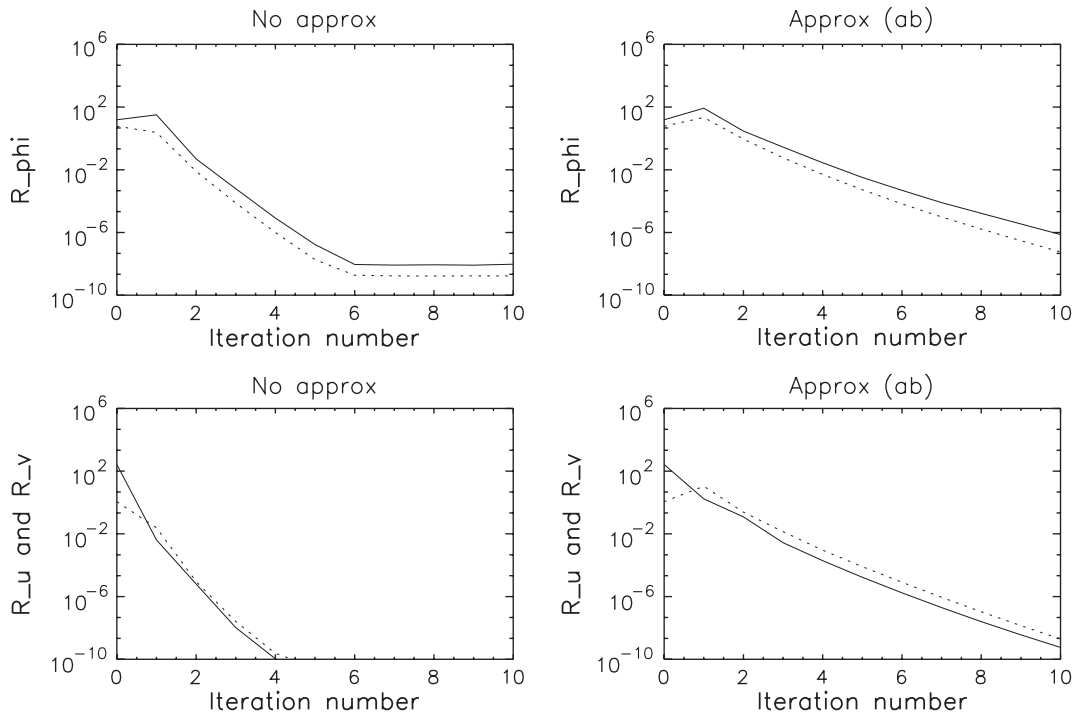 No approx
10^6
10^2
10^-2
10^-6
10^-10
R_phi
0 2 4 6 8 10
Iteration number
Approx (ab)
10^6
10^2
10^-2
10^-6
10^-10
R_phi
0 2 4 6 8 10
Iteration number
No approx
10^6
10^2
10^-2
10^-6
10^-10
R_u and R_v
0 2 4 6 8 10
Iteration number
Approx (ab)
10^6
10^2
10^-2
10^-6
10^-10
R_u and R_v
0 2 4 6 8 10
Iteration number